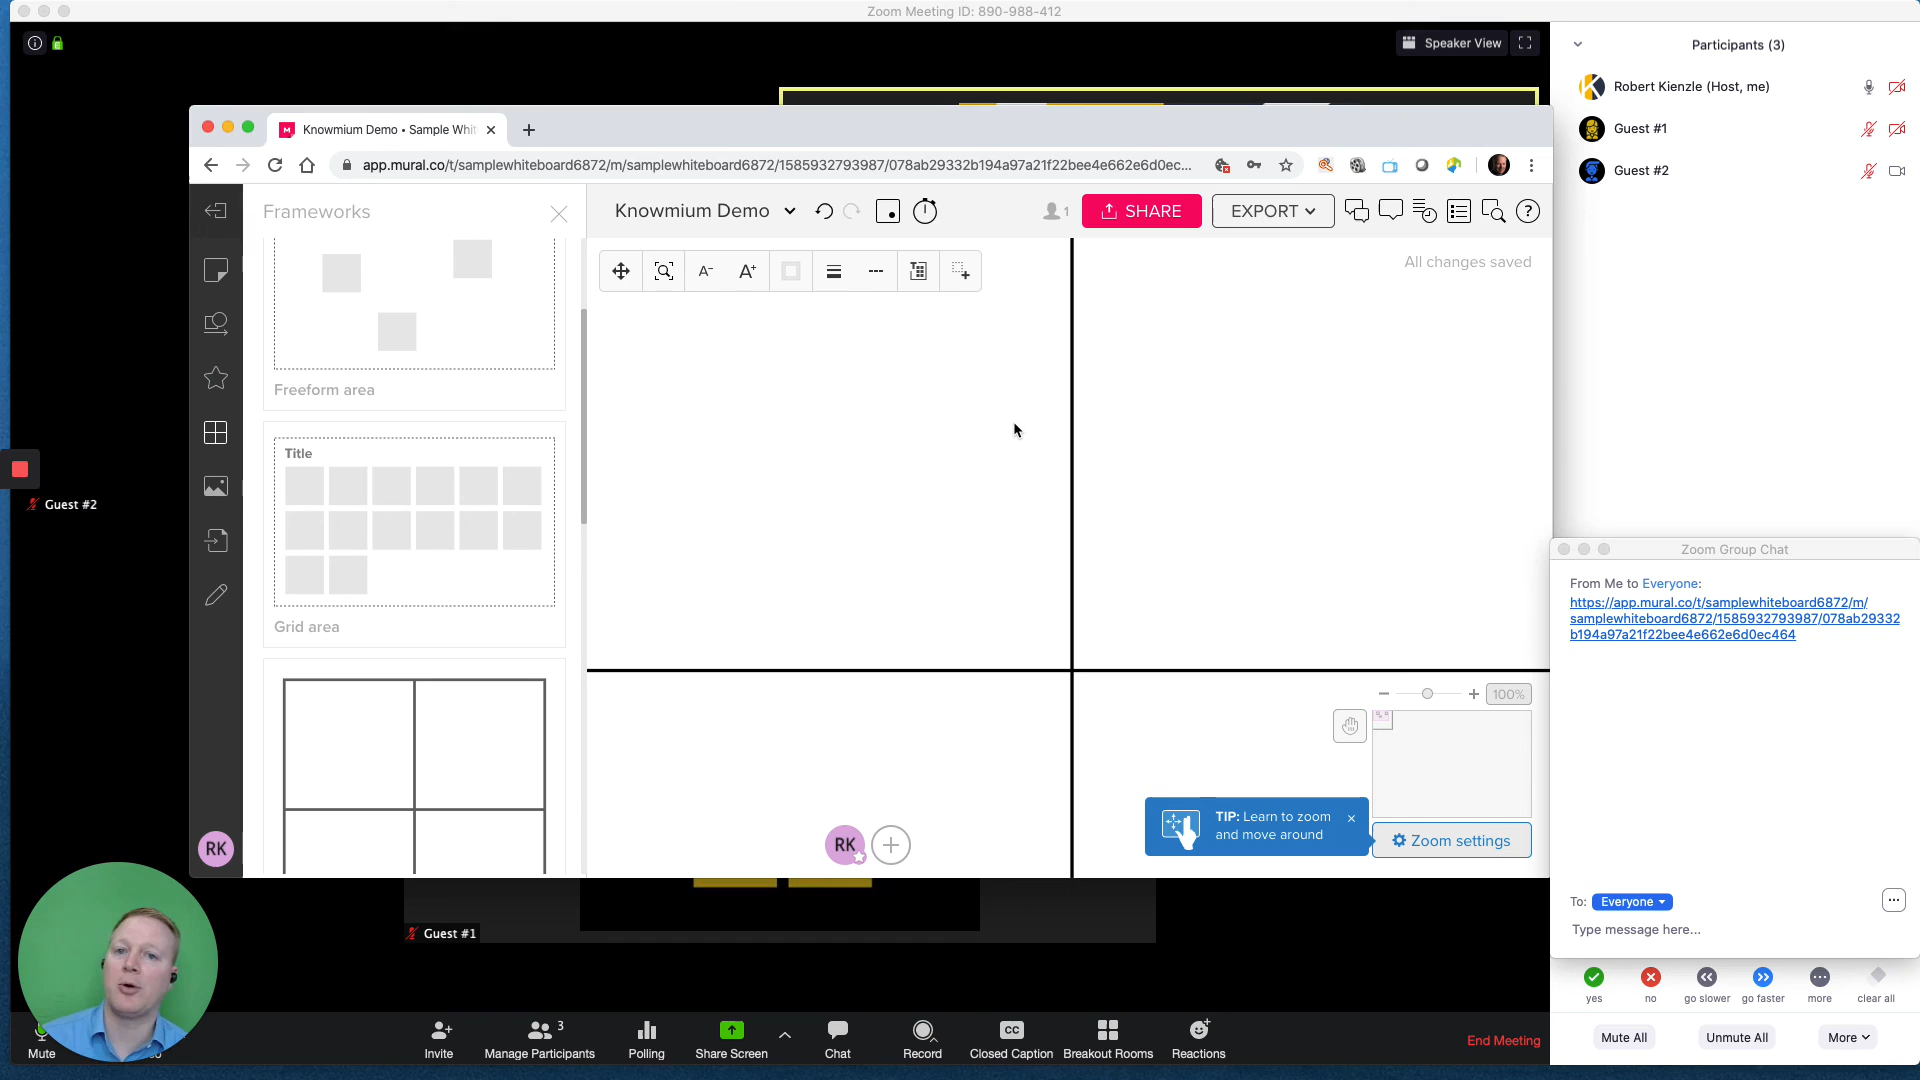 Zoom Meeting ID: 890-988-412
Speaker View
Participants (3)
Robert Kienzle (Host, me)
Guest #1
Guest #2
Knowmium Demo • Sample Whit
app.mural.co/t/samplewhiteboard6872/m/samplewhiteboard6872/1585932793987/078ab29332b194a97a21f22bee4e662e6d0ec...
Frameworks
Knowmium Demo
1
SHARE
EXPORT
All changes saved
A−
A+
Freeform area
Title
Grid area
Guest #2
100%
TIP: Learn to zoom
and move around
Zoom settings
RK
RK
Guest #1
Zoom Group Chat
From Me to Everyone:
https://app.mural.co/t/samplewhiteboard6872/m/
samplewhiteboard6872/1585932793987/078ab29332
b194a97a21f22bee4e662e6d0ec464
To: Everyone
Type message here...
yes
no
go slower
go faster
more
clear all
Mute All
Unmute All
More
Mute
Invite
3
Manage Participants
Polling
Share Screen
Chat
Record
CC
Closed Caption
Breakout Rooms
Reactions
End Meeting